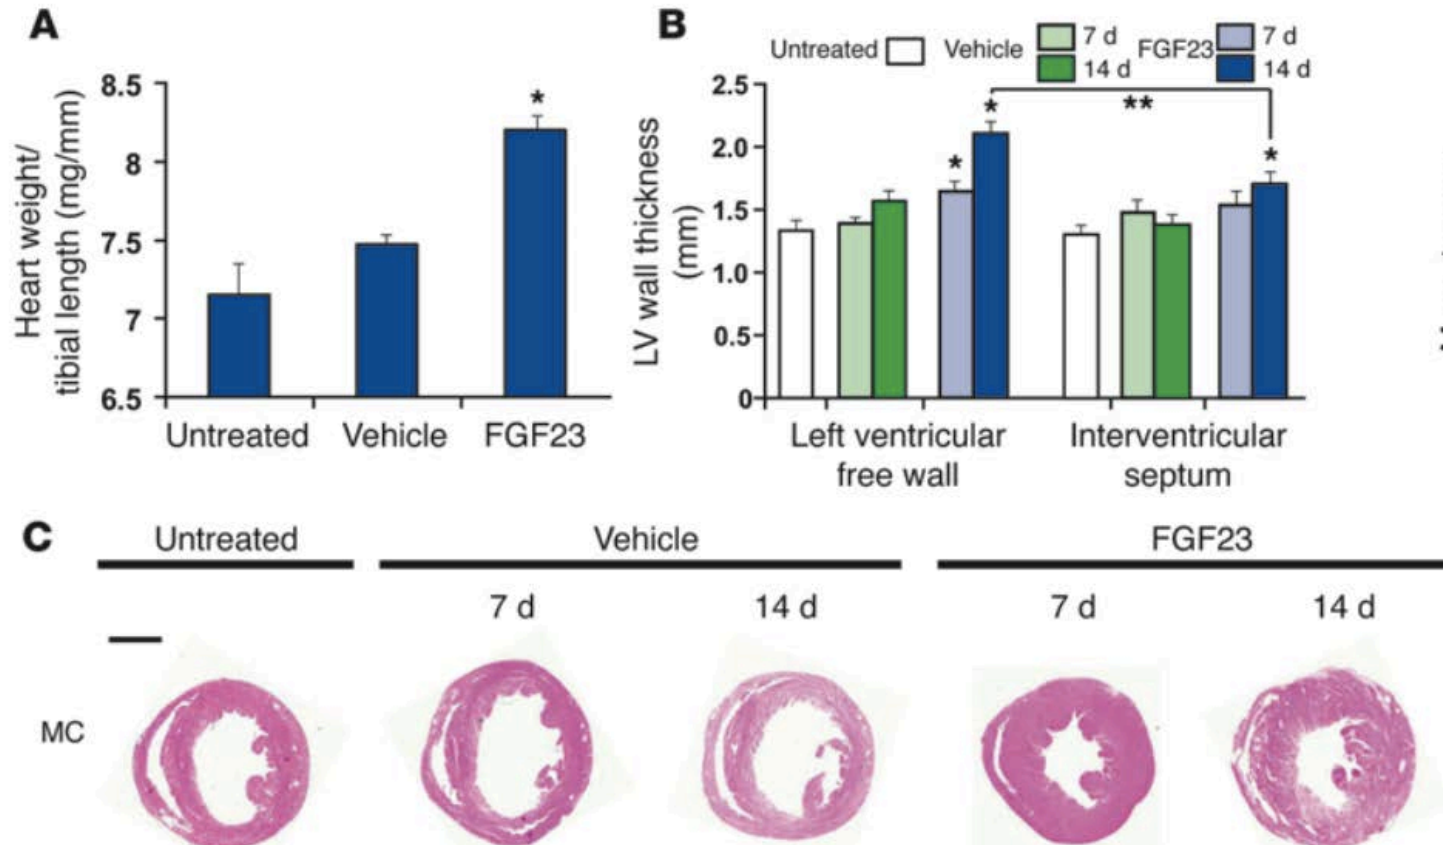 A
Heart weight/
tibial length (mg/mm)
8.5
8
7.5
7
6.5
*
Untreated Vehicle FGF23
B
Untreated Vehicle 7 d FGF23 7 d
14 d 14 d
LV wall thickness
(mm)
2.5
2.0
1.5
1.0
0.5
0
* * ** *
Left ventricular
free wall
Interventricular
septum
C
Untreated Vehicle FGF23
7 d 14 d 7 d 14 d
MC